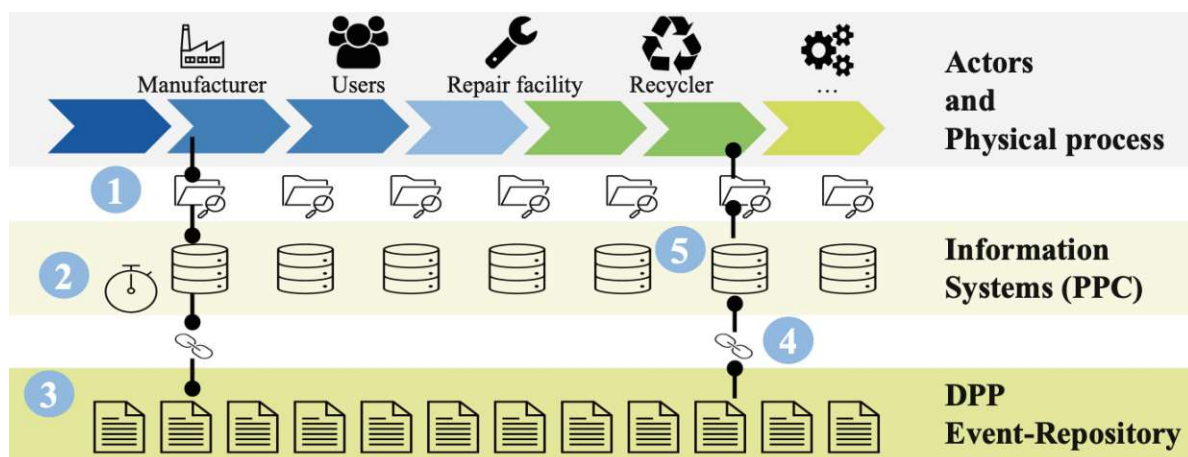 Manufacturer
Users
Repair facility
Recycler
...
Actors
and
Physical process
1
2
5
Information
Systems (PPC)
4
3
DPP
Event-Repository